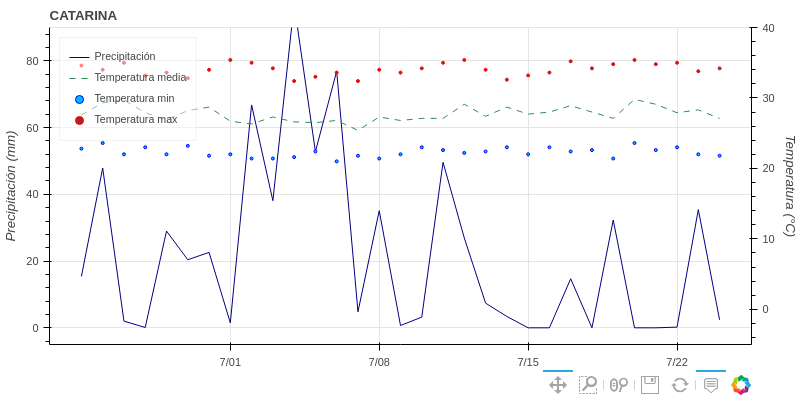 CATARINA
Precipitación
Temperatura media
Temperatura min
Temperatura max
Precipitación (mm)
80
60
40
20
0
40
30
20
10
0
Temperatura (°C)
7/01
7/08
7/15
7/22